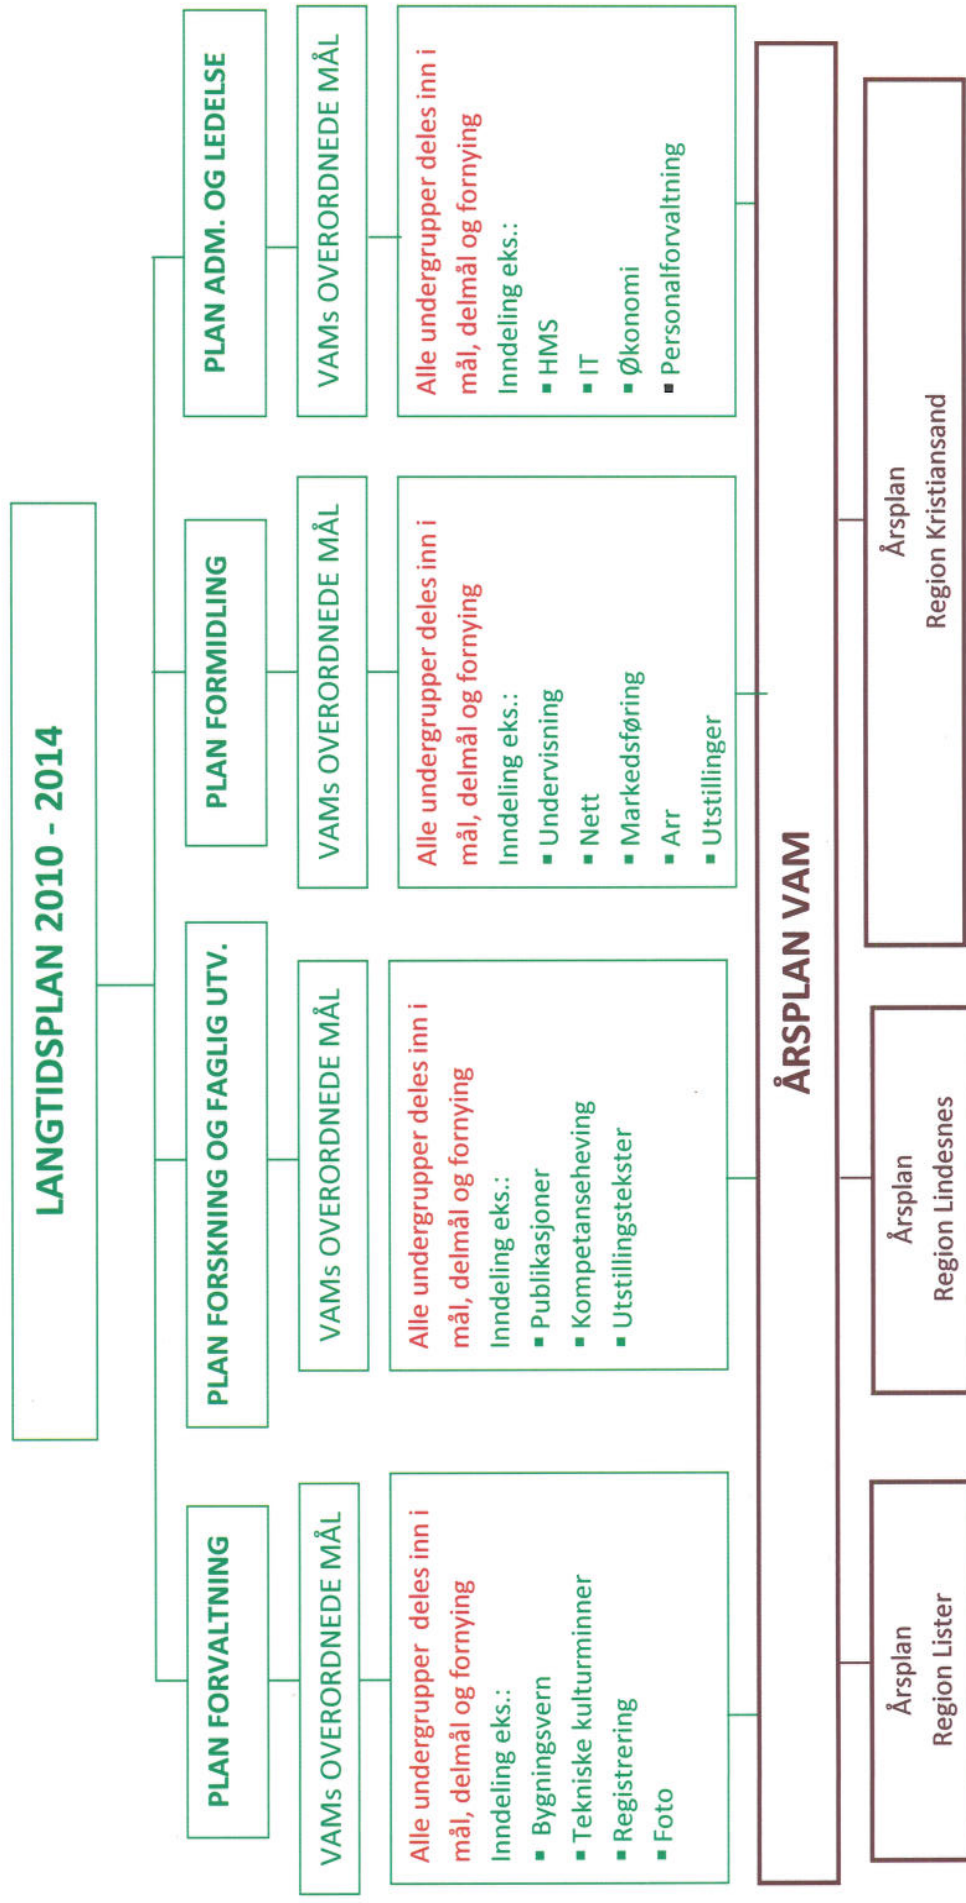 LANGTIDSPLAN 2010 - 2014
PLAN FORVALTNING
VAMs OVERORDNEDE MÅL
Alle undergrupper deles inn i
mål, delmål og fornying
Inndeling eks.:
▪ Bygningsvern
▪ Tekniske kulturminner
▪ Registrering
▪ Foto
PLAN FORSKNING OG FAGLIG UTV.
VAMs OVERORDNEDE MÅL
Alle undergrupper deles inn i
mål, delmål og fornying
Inndeling eks.:
▪ Publikasjoner
▪ Kompetanseheving
▪ Utstillingstekster
PLAN FORMIDLING
VAMs OVERORDNEDE MÅL
Alle undergrupper deles inn i
mål, delmål og fornying
Inndeling eks.:
▪ Undervisning
▪ Nett
▪ Markedsføring
▪ Arr
▪ Utstillinger
PLAN ADM. OG LEDELSE
VAMs OVERORDNEDE MÅL
Alle undergrupper deles inn i
mål, delmål og fornying
Inndeling eks.:
▪ HMS
▪ IT
▪ Økonomi
▪ Personalforvaltning
ÅRSPLAN VAM
Årsplan
Region Lister
Årsplan
Region Lindesnes
Årsplan
Region Kristiansand